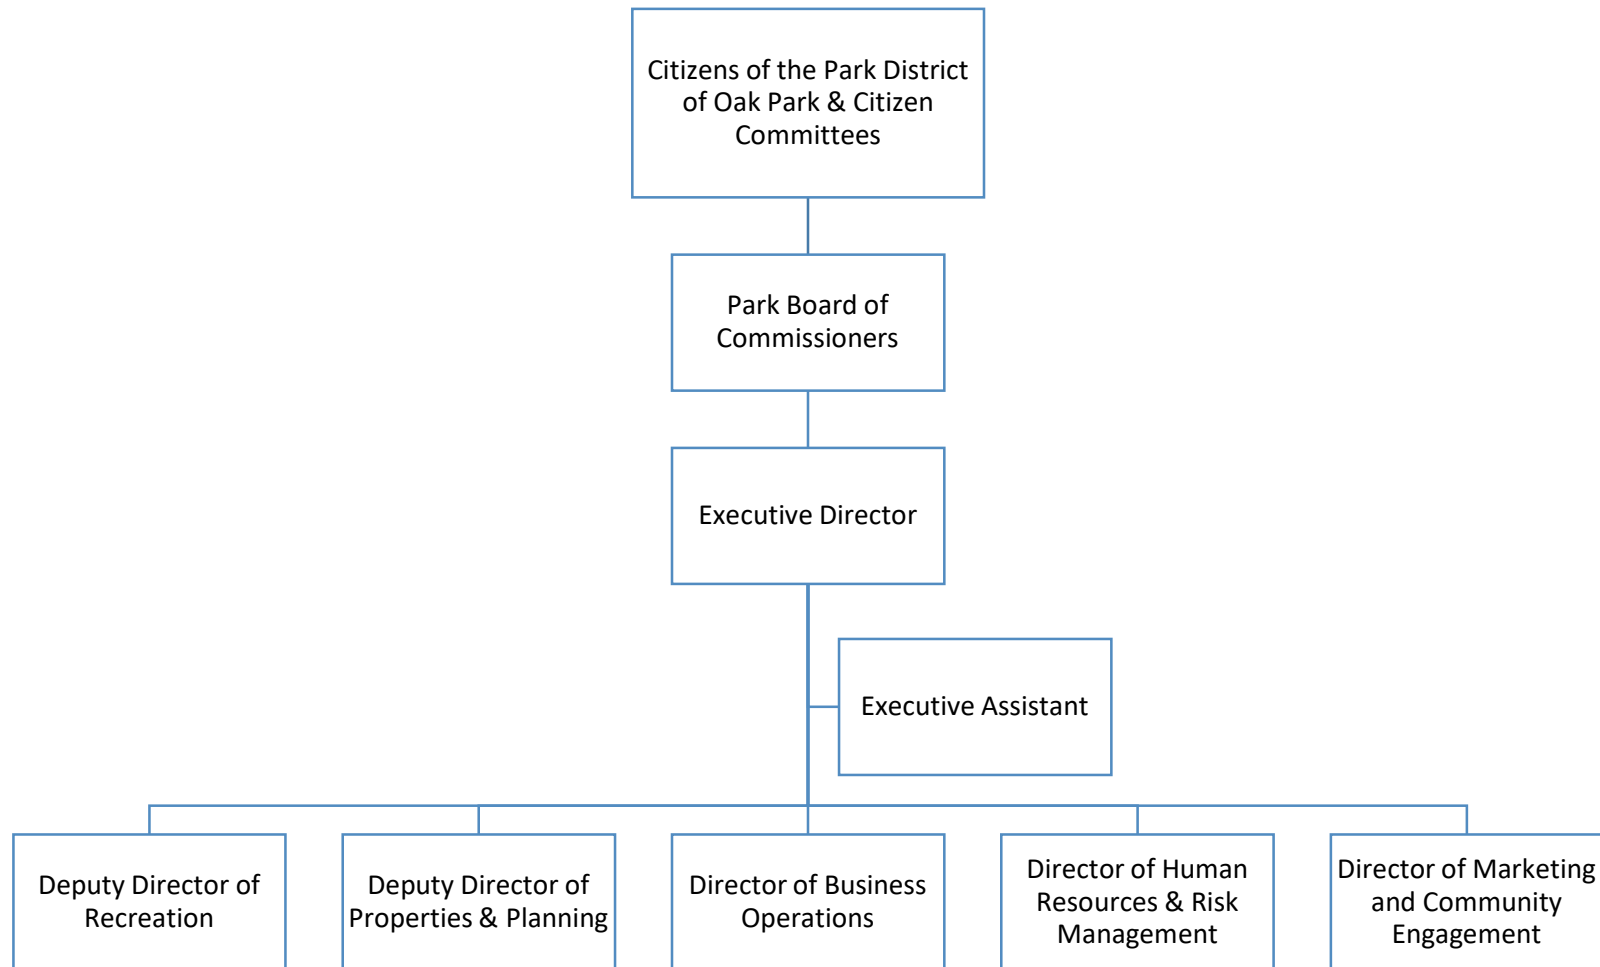 Citizens of the Park District
of Oak Park & Citizen
Committees
Park Board of
Commissioners
Executive Director
Executive Assistant
Deputy Director of
Recreation
Deputy Director of
Properties & Planning
Director of Business
Operations
Director of Human
Resources & Risk
Management
Director of Marketing
and Community
Engagement